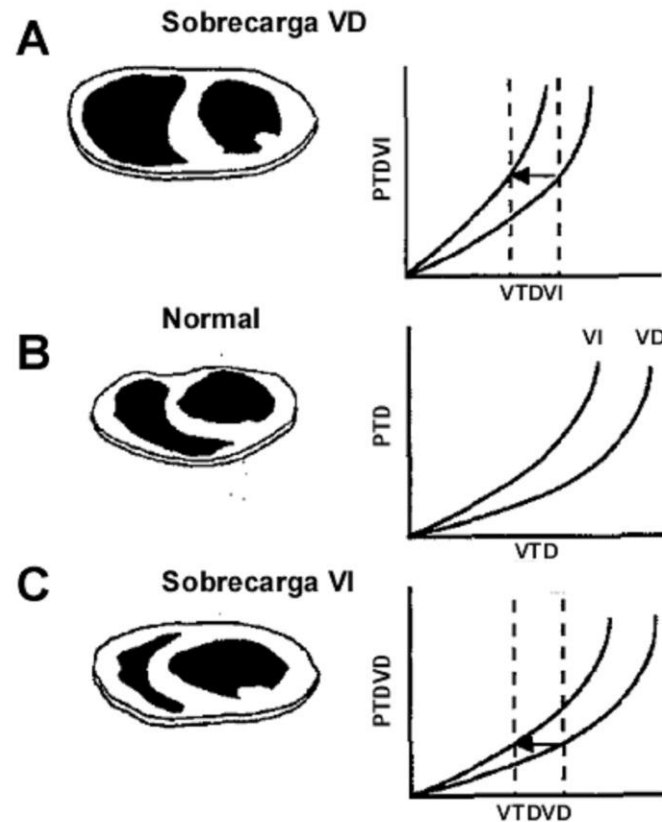 A
Sobrecarga VD
PTDVI
VTDVI
B
Normal
VI VD
PTD
VTD
C
Sobrecarga VI
PTDVD
VTDVD